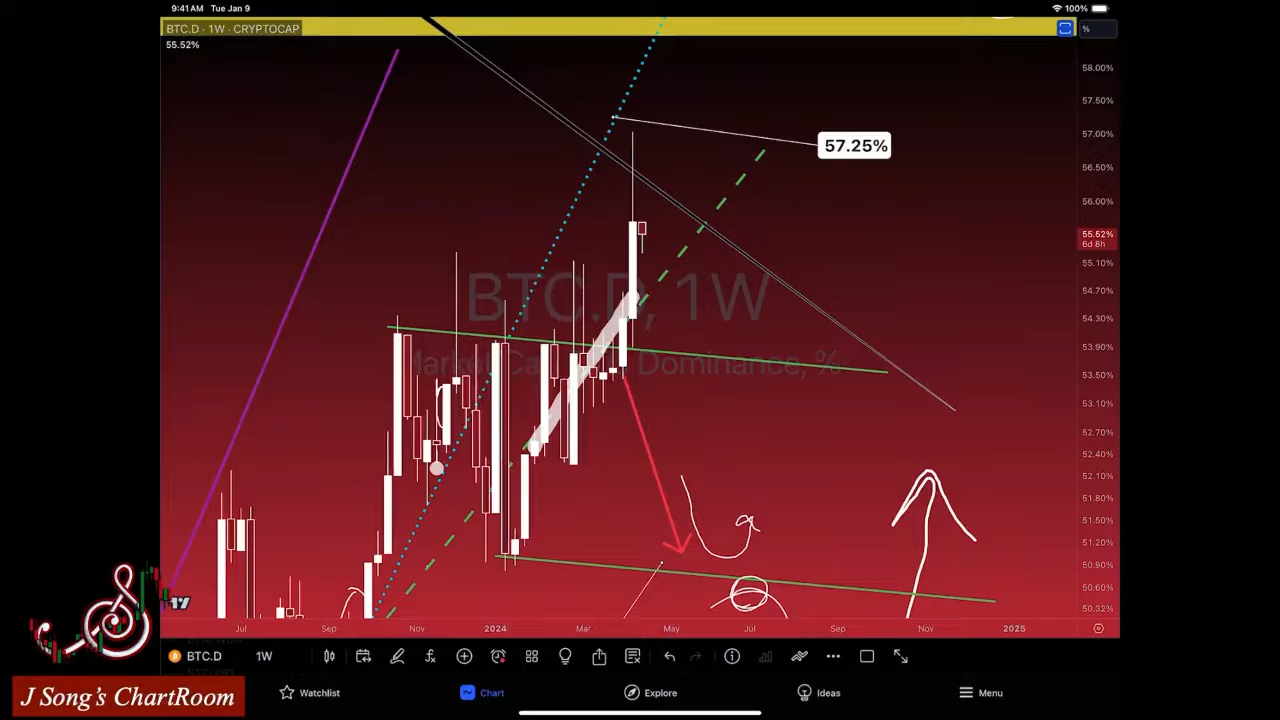 9:41 AM Tue Jan 9
100%
BTC.D · 1W · CRYPTOCAP
%
55.52%
58.00%
57.50%
57.00%
57.25%
56.50%
56.00%
55.52%
6d 8h
55.10%
54.70%
54.30%
53.90%
53.50%
53.10%
52.70%
52.40%
52.10%
51.80%
51.50%
51.20%
50.90%
50.60%
50.32%
BTC.D, 1W
Market Cap Dominance, %
Jul
Sep
Nov
2024
Mar
May
Jul
Sep
Nov
2025
BTC.D
1W
Watchlist
Chart
Explore
Ideas
Menu
J Song's ChartRoom